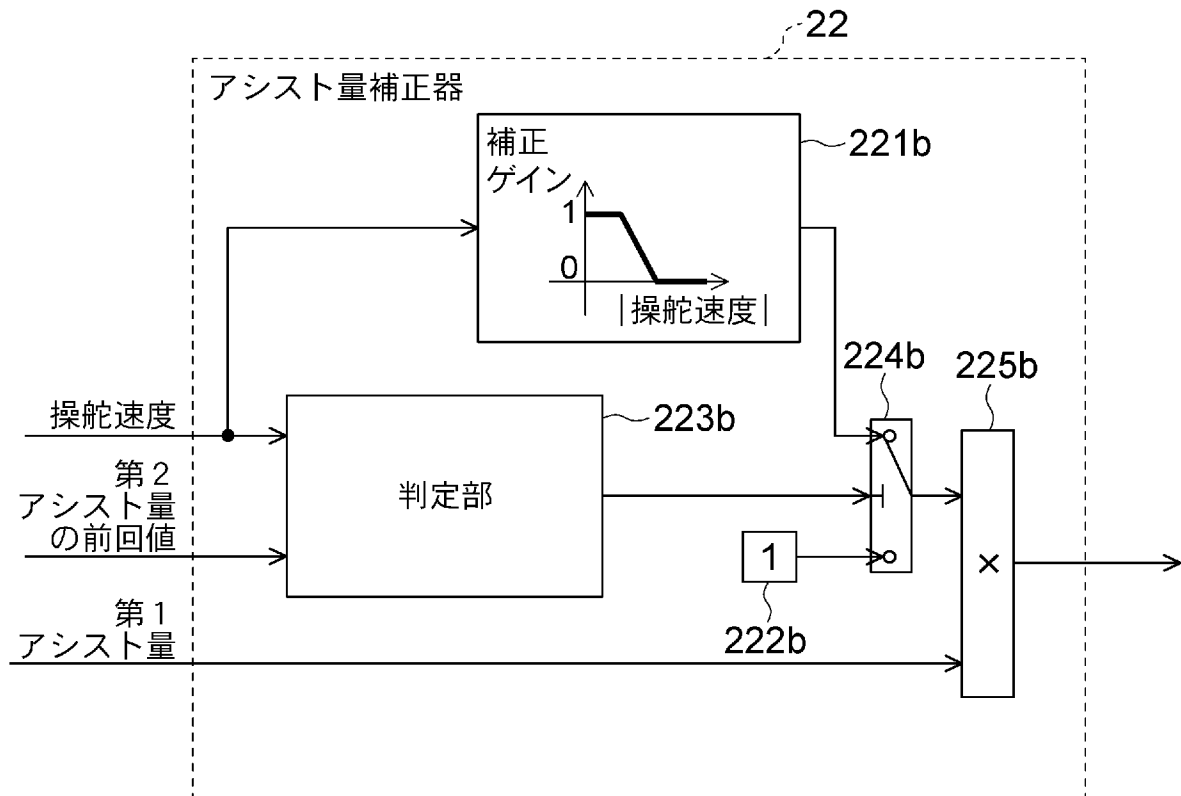 22
アシスト量補正器
補正
ゲイン
1
0
|操舵速度|
221b
操舵速度
第２
アシスト量
の前回値
第１
アシスト量
判定部
223b
224b
225b
1
222b
×